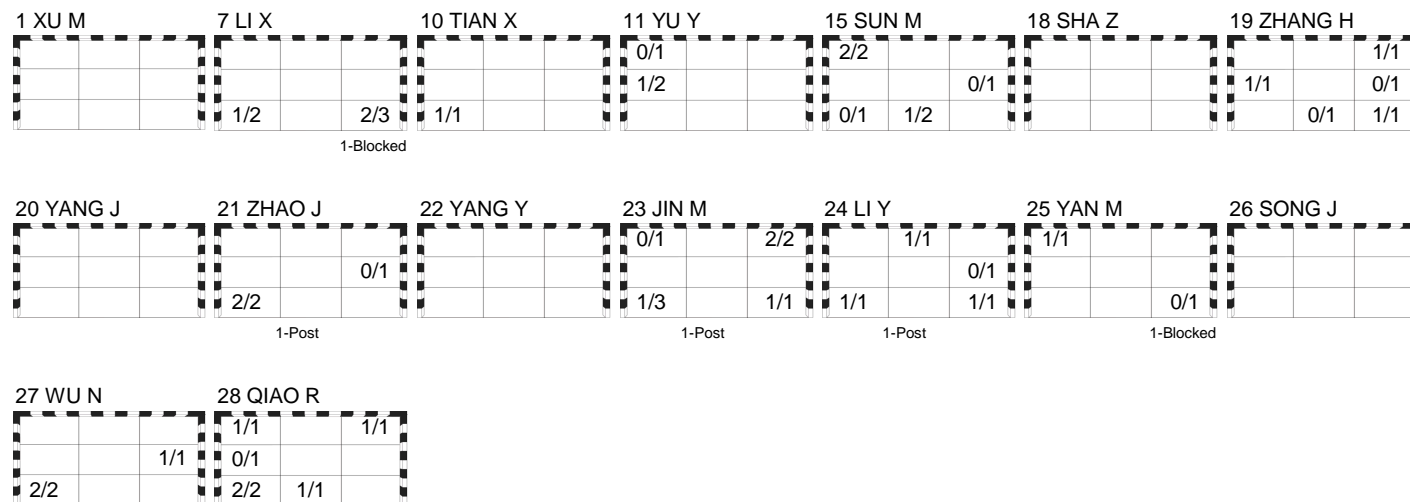 1 XU M 7 LI X 10 TIAN X 11 YU Y 15 SUN M 18 SHA Z 19 ZHANG H
0/1 2/2 1/1
1/2 0/1 1/1 0/1
1/2 2/3 1/1 0/1 1/2 0/1 1/1
1-Blocked
20 YANG J 21 ZHAO J 22 YANG Y 23 JIN M 24 LI Y 25 YAN M 26 SONG J
0/1 2/2 1/1 1/1
0/1 0/1
2/2 1/3 1/1 1/1 1/1 0/1
1-Post 1-Post 1-Post 1-Blocked
27 WU N 28 QIAO R
1/1 1/1
1/1 0/1
2/2 2/2 1/1